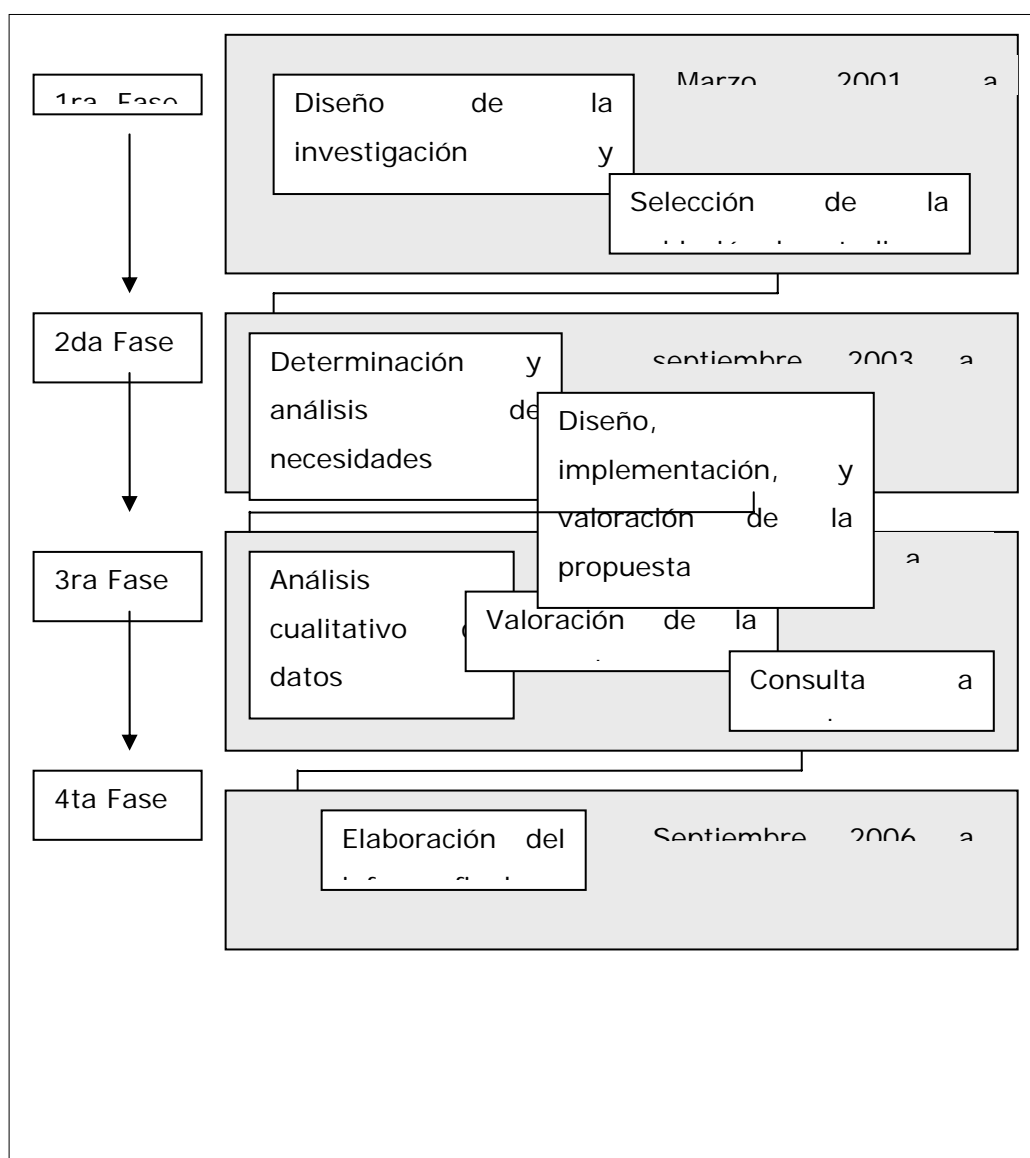 1ra Fase
Marzo 2001 a
Diseño de la
investigación y
Selección de la
2da Fase
septiembre 2003 a
Determinación y
análisis de
necesidades
Diseño,
implementación, y
valoración de la
propuesta
3ra Fase
a
Análisis
cualitativo
datos
Valoración de la
Consulta a
4ta Fase
Septiembre 2006 a
Elaboración del